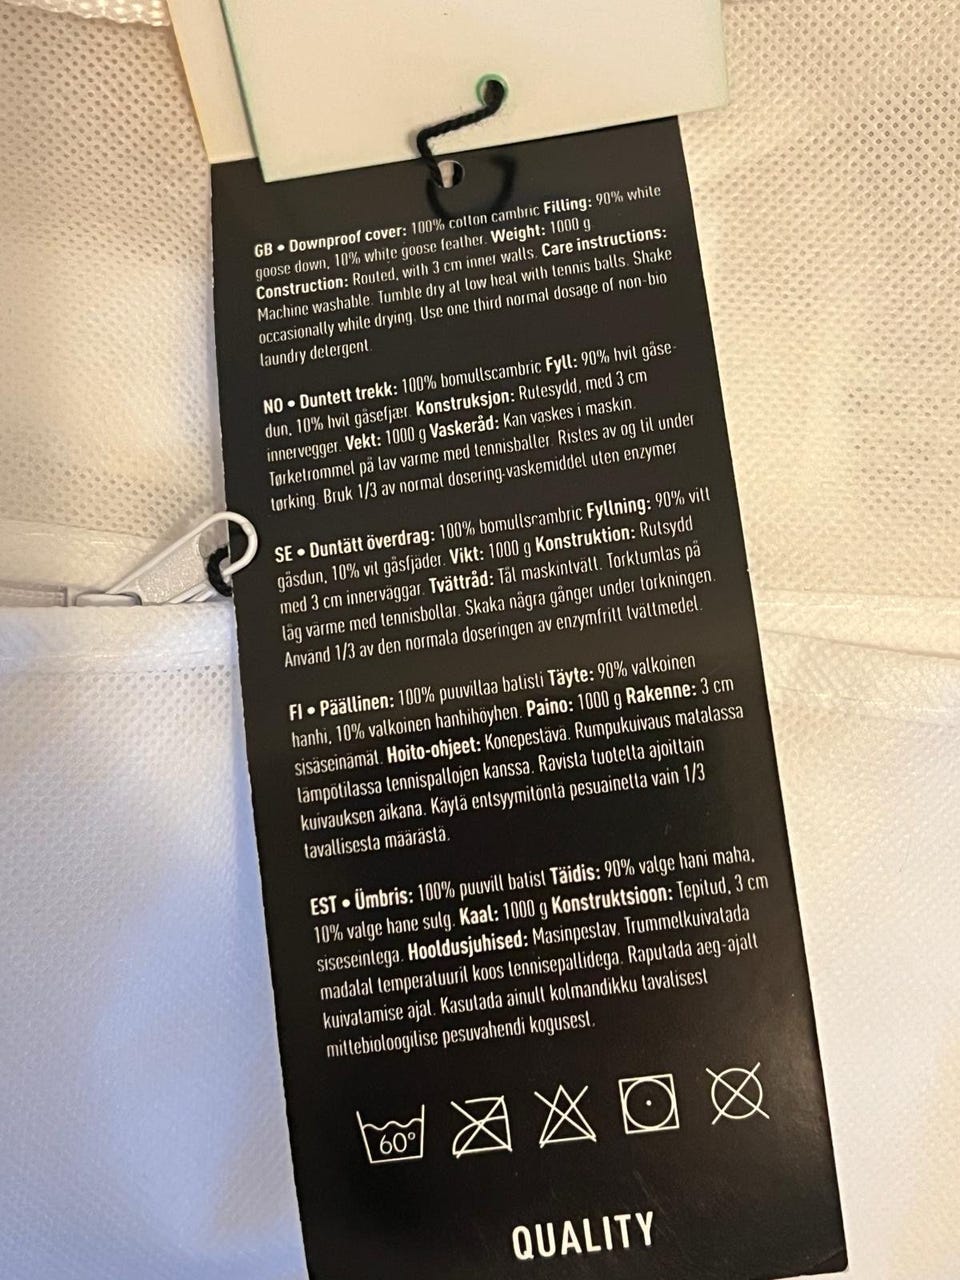 GB • Downproof cover: 100% cotton cambric Filling: 90% white
goose down, 10% white goose feather. Weight: 1000 g
Construction: Routed, with 3 cm inner walls. Care instructions:
Machine washable. Tumble dry at low heat with tennis balls. Shake
occasionally while drying. Use one third normal dosage of non-bio
laundry detergent.
NO • Duntett trekk: 100% bomullscambric Fyll: 90% hvit gåse-
dun, 10% hvit gåsefjær. Konstruksjon: Rutesydd, med 3 cm
innervegger. Vekt: 1000 g Vaskeråd: Kan vaskes i maskin.
Tørketrommel på lav varme med tennisballer. Ristes av og til under
tørking. Bruk 1/3 av normal dosering-vaskemiddel uten enzymer
SE • Duntätt överdrag: 100% bomullscambric Fyllning: 90% vitt
gåsdun, 10% vit gåsfjäder. Vikt: 1000 g Konstruktion: Rutsydd
med 3 cm innerväggar. Tvättråd: Tål maskintvätt. Torktumlas på
låg värme med tennisbollar. Skaka några gånger under torkningen.
Använd 1/3 av den normala doseringen av enzymfritt tvättmedel.
FI • Päällinen: 100% puuvillaa batisti Täyte: 90% valkoinen
hanhi, 10% valkoinen hanhihöyhen. Paino: 1000 g Rakenne: 3 cm
sisäseinämät. Hoito-ohjeet: Konepestävä. Rumpukuivaus matalassa
lämpötilassa tennispallojen kanssa. Ravista tuotetta ajoittain
kuivauksen aikana. Käytä entsyymitöntä pesuainetta vain 1/3
tavallisesta määrästä.
EST • Ümbris: 100% puuvill batist Täidis: 90% valge hani maha,
10% valge hane sulg. Kaal: 1000 g Konstruktsioon: Tepitud, 3 cm
siseseintega. Hooldusjuhised: Masinpestav. Trummelkuivatada
madalal temperatuuril koos tennisepallidega. Raputada aeg-ajalt
kuivatamise ajal. Kasutada ainult kolmandikku tavalisest
mittebioloogilise pesuvahendi kogusest.
60°
QUALITY